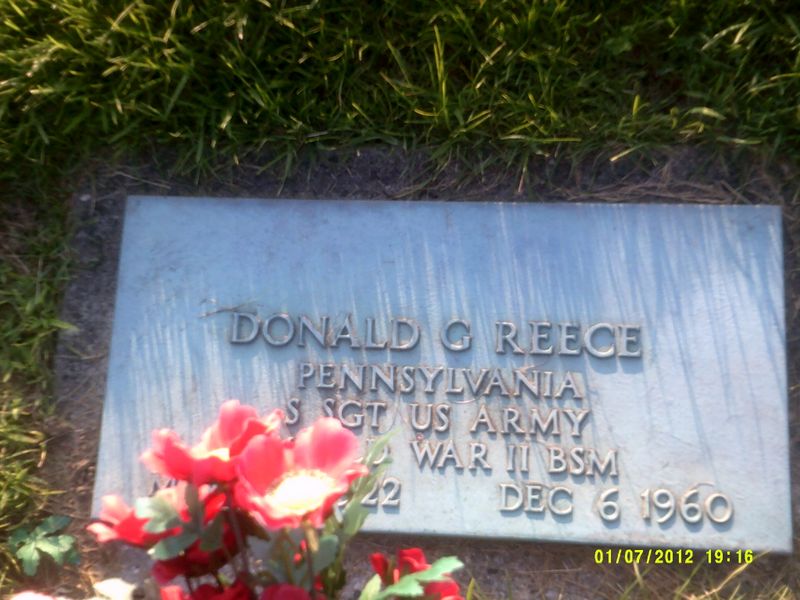 DONALD G REECE
PENNSYLVANIA
S SGT US ARMY
WAR II BSM
22 DEC 6 1960
01/07/2012 19:16